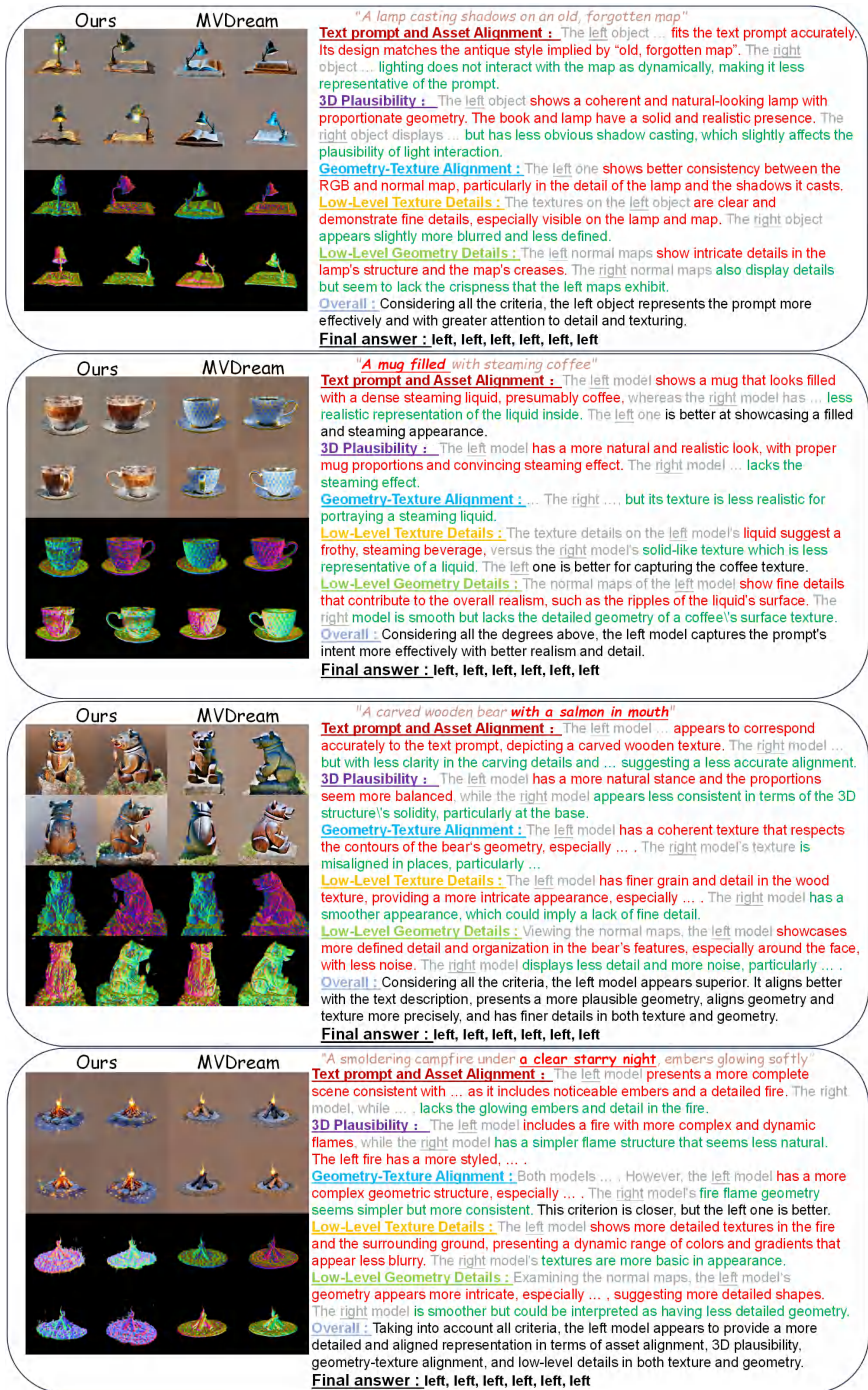 "A lamp casting shadows on an old, forgotten map"
Ours MVDream
Text prompt and Asset Alignment : The left object … fits the text prompt accurately.
Its design matches the antique style implied by “old, forgotten map”. The right
object … lighting does not interact with the map as dynamically, making it less
representative of the prompt.
3D Plausibility : The left object shows a coherent and natural-looking lamp with
proportionate geometry. The book and lamp have a solid and realistic presence. The
right object displays … but has less obvious shadow casting, which slightly affects the
plausibility of light interaction.
Geometry-Texture Alignment : The left one shows better consistency between the
RGB and normal map, particularly in the detail of the lamp and the shadows it casts.
Low-Level Texture Details : The textures on the left object are clear and
demonstrate fine details, especially visible on the lamp and map. The right object
appears slightly more blurred and less defined.
Low-Level Geometry Details : The left normal maps show intricate details in the
lamp's structure and the map's creases. The right normal maps also display details
but seem to lack the crispness that the left maps exhibit.
Overall : Considering all the criteria, the left object represents the prompt more
effectively and with greater attention to detail and texturing.
Final answer : left, left, left, left, left, left
"A mug filled with steaming coffee"
Ours MVDream
Text prompt and Asset Alignment : The left model shows a mug that looks filled
with a dense steaming liquid, presumably coffee, whereas the right model has … less
realistic representation of the liquid inside. The left one is better at showcasing a filled
and steaming appearance.
3D Plausibility : The left model has a more natural and realistic look, with proper
mug proportions and convincing steaming effect. The right model … lacks the
steaming effect.
Geometry-Texture Alignment : … The right …, but its texture is less realistic for
portraying a steaming liquid.
Low-Level Texture Details : The texture details on the left model's liquid suggest a
frothy, steaming beverage, versus the right model's solid-like texture which is less
representative of a liquid. The left one is better for capturing the coffee texture.
Low-Level Geometry Details : The normal maps of the left model show fine details
that contribute to the overall realism, such as the ripples of the liquid's surface. The
right model is smooth but lacks the detailed geometry of a coffee\'s surface texture.
Overall : Considering all the degrees above, the left model captures the prompt's
intent more effectively with better realism and detail.
Final answer : left, left, left, left, left, left
"A carved wooden bear with a salmon in mouth"
Ours MVDream
Text prompt and Asset Alignment : The left model … appears to correspond
accurately to the text prompt, depicting a carved wooden texture. The right model …
but with less clarity in the carving details and … suggesting a less accurate alignment.
3D Plausibility : The left model has a more natural stance and the proportions
seem more balanced, while the right model appears less consistent in terms of the 3D
structure\'s solidity, particularly at the base.
Geometry-Texture Alignment : The left model has a coherent texture that respects
the contours of the bear's geometry, especially … . The right model's texture is
misaligned in places, particularly …
Low-Level Texture Details : The left model has finer grain and detail in the wood
texture, providing a more intricate appearance, especially … . The right model has a
smoother appearance, which could imply a lack of fine detail.
Low-Level Geometry Details : Viewing the normal maps, the left model showcases
more defined detail and organization in the bear's features, especially around the face,
with less noise. The right model displays less detail and more noise, particularly … .
Overall : Considering all the criteria, the left model appears superior. It aligns better
with the text description, presents a more plausible geometry, aligns geometry and
texture more precisely, and has finer details in both texture and geometry.
Final answer : left, left, left, left, left, left
"A smoldering campfire under a clear starry night, embers glowing softly"
Ours MVDream
Text prompt and Asset Alignment : The left model presents a more complete
scene consistent with … as it includes noticeable embers and a detailed fire. The right
model, while … , lacks the glowing embers and detail in the fire.
3D Plausibility : The left model includes a fire with more complex and dynamic
flames, while the right model has a simpler flame structure that seems less natural.
The left fire has a more styled, … .
Geometry-Texture Alignment : Both models … . However, the left model has a more
complex geometric structure, especially … . The right model's fire flame geometry
seems simpler but more consistent. This criterion is closer, but the left one is better.
Low-Level Texture Details : The left model shows more detailed textures in the fire
and the surrounding ground, presenting a dynamic range of colors and gradients that
appear less blurry. The right model's textures are more basic in appearance.
Low-Level Geometry Details : Examining the normal maps, the left model's
geometry appears more intricate, especially … , suggesting more detailed shapes.
The right model is smoother but could be interpreted as having less detailed geometry.
Overall : Taking into account all criteria, the left model appears to provide a more
detailed and aligned representation in terms of asset alignment, 3D plausibility,
geometry-texture alignment, and low-level details in both texture and geometry.
Final answer : left, left, left, left, left, left